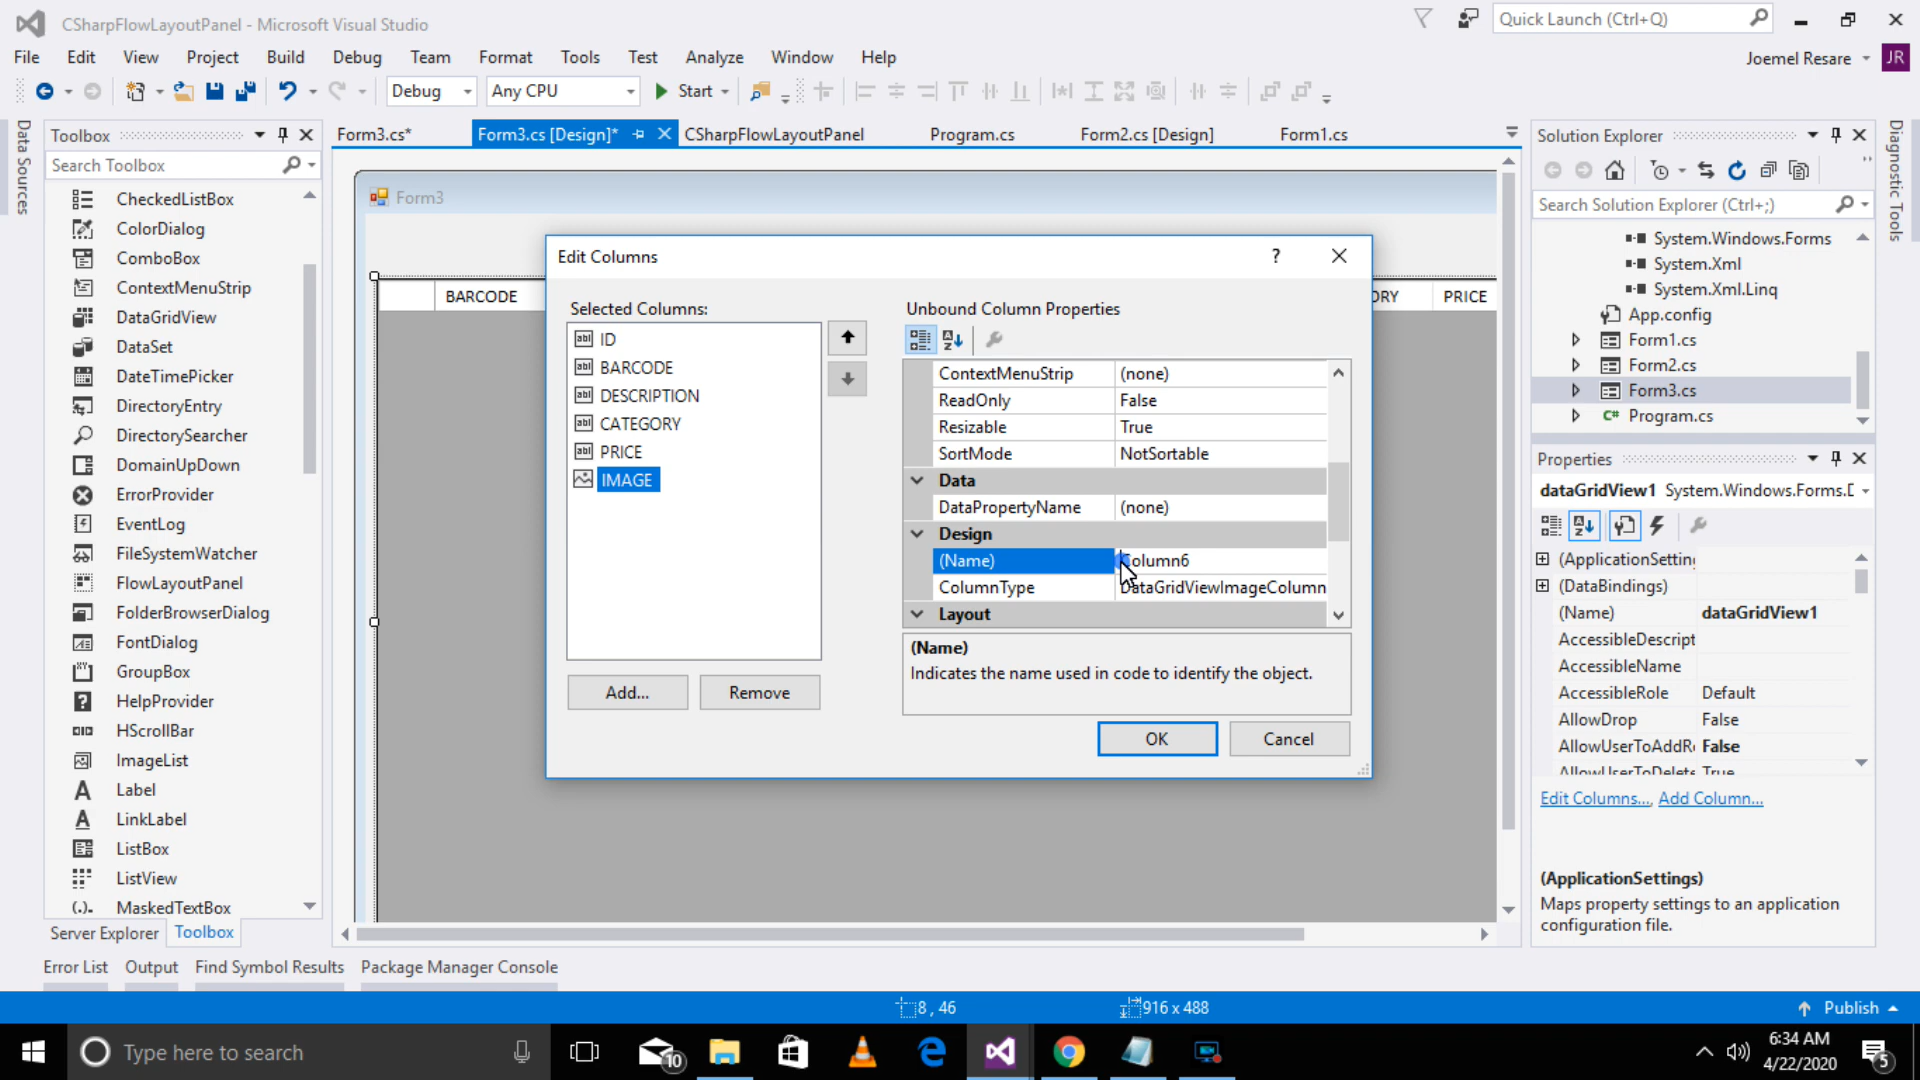 CSharpFlowLayoutPanel - Microsoft Visual Studio
Quick Launch (Ctrl+Q)
File Edit View Project Build Debug Team Format Tools Test Analyze Window Help
Joemel Resare JR
Debug Any CPU Start
Data Sources
Toolbox
Search Toolbox
CheckedListBox
ColorDialog
ComboBox
ContextMenuStrip
DataGridView
DataSet
DateTimePicker
DirectoryEntry
DirectorySearcher
DomainUpDown
ErrorProvider
EventLog
FileSystemWatcher
FlowLayoutPanel
FolderBrowserDialog
FontDialog
GroupBox
HelpProvider
HScrollBar
ImageList
Label
LinkLabel
ListBox
ListView
MaskedTextBox
Server Explorer Toolbox
Form3.cs* Form3.cs [Design]* CSharpFlowLayoutPanel Program.cs Form2.cs [Design] Form1.cs
Form3
BARCODE
ORY PRICE
Edit Columns
?
Selected Columns:
ID
BARCODE
DESCRIPTION
CATEGORY
PRICE
IMAGE
Add... Remove
Unbound Column Properties
ContextMenuStrip (none)
ReadOnly False
Resizable True
SortMode NotSortable
Data
DataPropertyName (none)
Design
(Name) Column6
ColumnType DataGridViewImageColumn
Layout
(Name)
Indicates the name used in code to identify the object.
OK Cancel
Solution Explorer
Search Solution Explorer (Ctrl+;)
System.Windows.Forms
System.Xml
System.Xml.Linq
App.config
Form1.cs
Form2.cs
Form3.cs
C# Program.cs
Diagnostic Tools
Properties
dataGridView1 System.Windows.Forms.D
(ApplicationSetting
(DataBindings)
(Name) dataGridView1
AccessibleDescript
AccessibleName
AccessibleRole Default
AllowDrop False
AllowUserToAddR False
AllowUserToDelete True
Edit Columns..., Add Column...
(ApplicationSettings)
Maps property settings to an application
configuration file.
Error List Output Find Symbol Results Package Manager Console
8 , 46 916 x 488 Publish
Type here to search
10
6:34 AM
4/22/2020
5